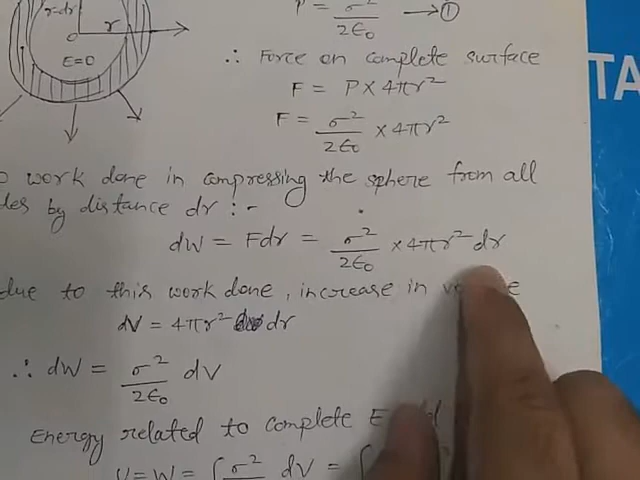 r-dr
r
P = σ²/2ε₀ → ①
E=0
∴ Force on complete surface
F = P × 4πr²
F = σ²/2ε₀ × 4πr²
work done in compressing the sphere from all
by distance dr :-
dW = Fdr = σ²/2ε₀ × 4πr² dr
due to this work done, increase in
dV = 4πr² dr
∴ dW = σ²/2ε₀ dV
Energy related to complete
U = W = ∫ σ²/2ε₀ dV = ∫
TA